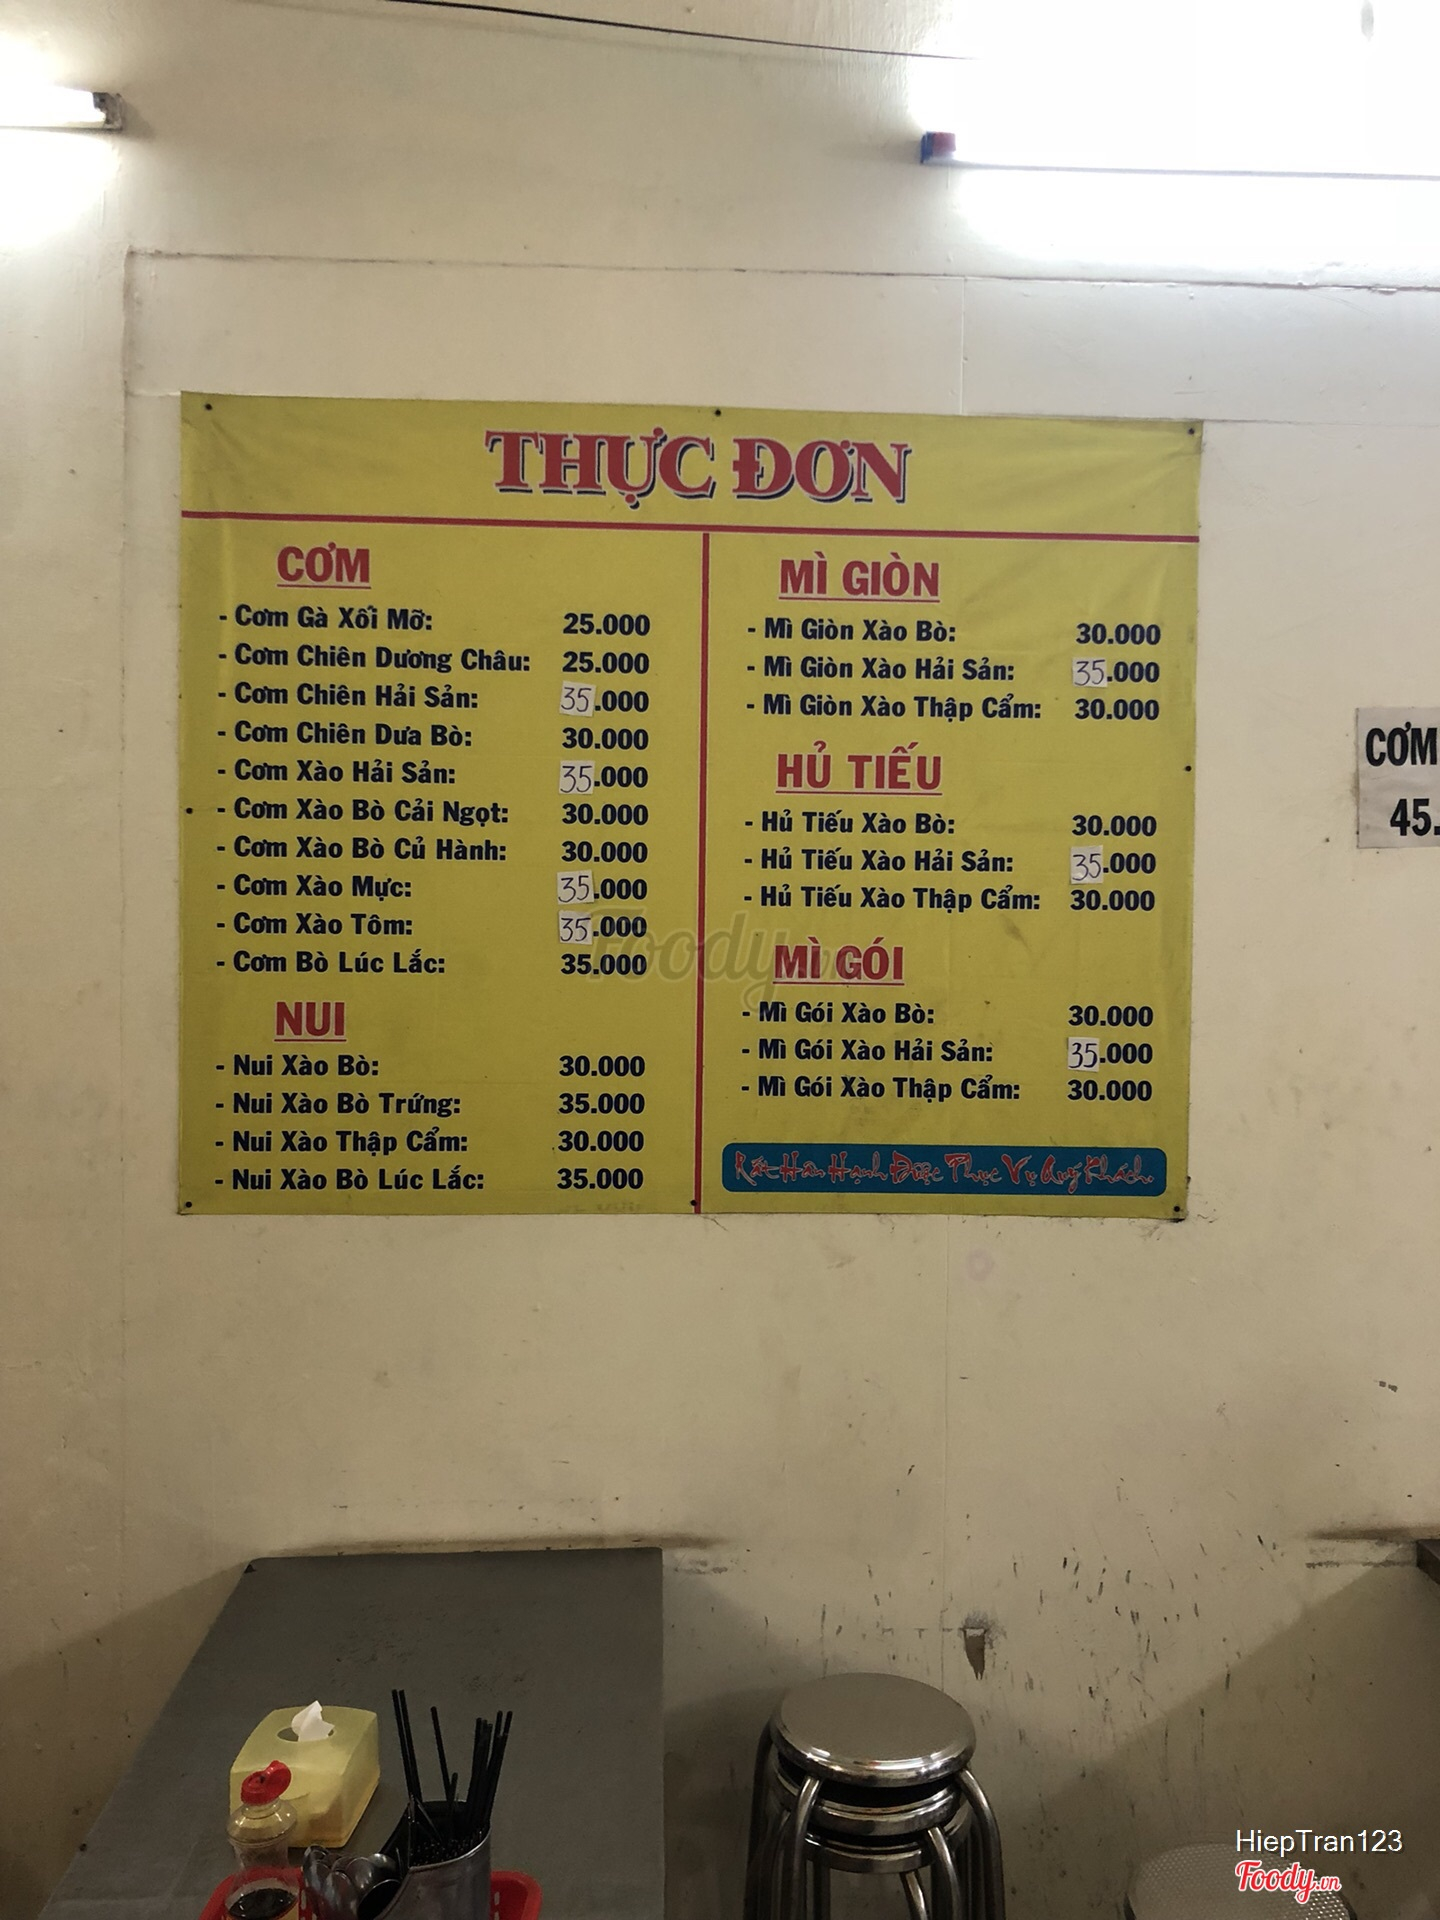 THỰC ĐƠN
CƠM
- Cơm Gà Xối Mỡ: 25.000
- Cơm Chiên Dương Châu: 25.000
- Cơm Chiên Hải Sản: 35.000
- Cơm Chiên Dưa Bò: 30.000
- Cơm Xào Hải Sản: 35.000
- Cơm Xào Bò Cải Ngọt: 30.000
- Cơm Xào Bò Củ Hành: 30.000
- Cơm Xào Mực: 35.000
- Cơm Xào Tôm: 35.000
- Cơm Bò Lúc Lắc: 35.000
NUI
- Nui Xào Bò: 30.000
- Nui Xào Bò Trứng: 35.000
- Nui Xào Thập Cẩm: 30.000
- Nui Xào Bò Lúc Lắc: 35.000
MÌ GIÒN
- Mì Giòn Xào Bò: 30.000
- Mì Giòn Xào Hải Sản: 35.000
- Mì Giòn Xào Thập Cẩm: 30.000
HỦ TIẾU
- Hủ Tiếu Xào Bò: 30.000
- Hủ Tiếu Xào Hải Sản: 35.000
- Hủ Tiếu Xào Thập Cẩm: 30.000
MÌ GÓI
- Mì Gói Xào Bò: 30.000
- Mì Gói Xào Hải Sản: 35.000
- Mì Gói Xào Thập Cẩm: 30.000
Rất Hân Hạnh Được Phục Vụ Quý Khách.
CƠM
45.
Foody.vn
HiepTran123
Foody.vn